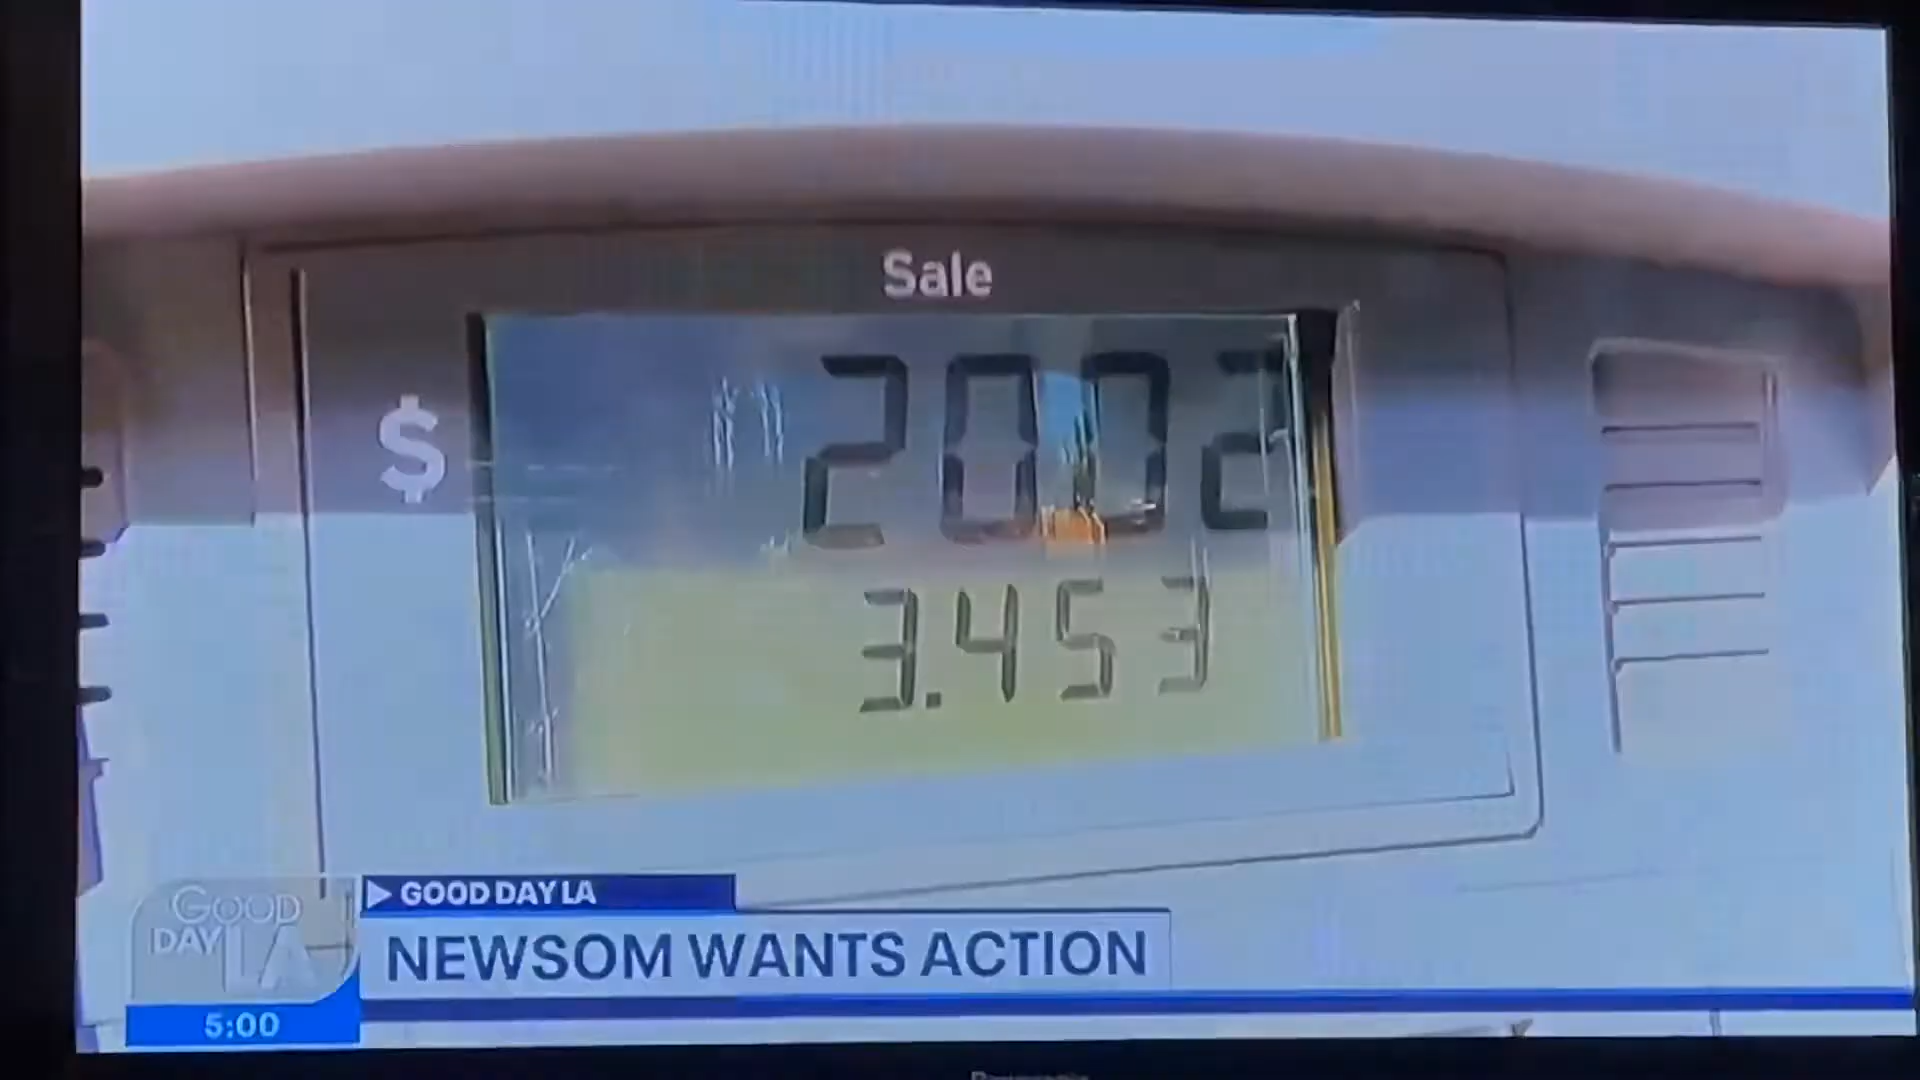 Sale
$
2002
3.453
GOOD DAY LA
GOOD
DAY LA
NEWSOM WANTS ACTION
5:00